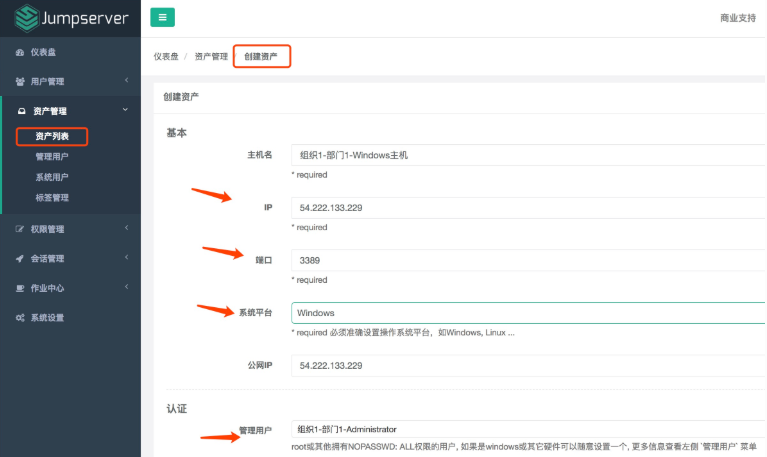 Jumpserver
商业支持
仪表盘
用户管理
资产管理
资产列表
管理用户
系统用户
标签管理
权限管理
会话管理
作业中心
系统设置
仪表盘 / 资产管理 / 创建资产
创建资产
基本
主机名 组织1-部门1-Windows主机
* required
IP 54.222.133.229
* required
端口 3389
* required
系统平台 Windows
* required 必须准确设置操作系统平台，如Windows, Linux ...
公网IP 54.222.133.229
认证
管理用户 组织1-部门1-Administrator
root或其他拥有NOPASSWD: ALL权限的用户, 如果是windows或其它硬件可以随意设置一个, 更多信息查看左侧 `管理用户` 菜单